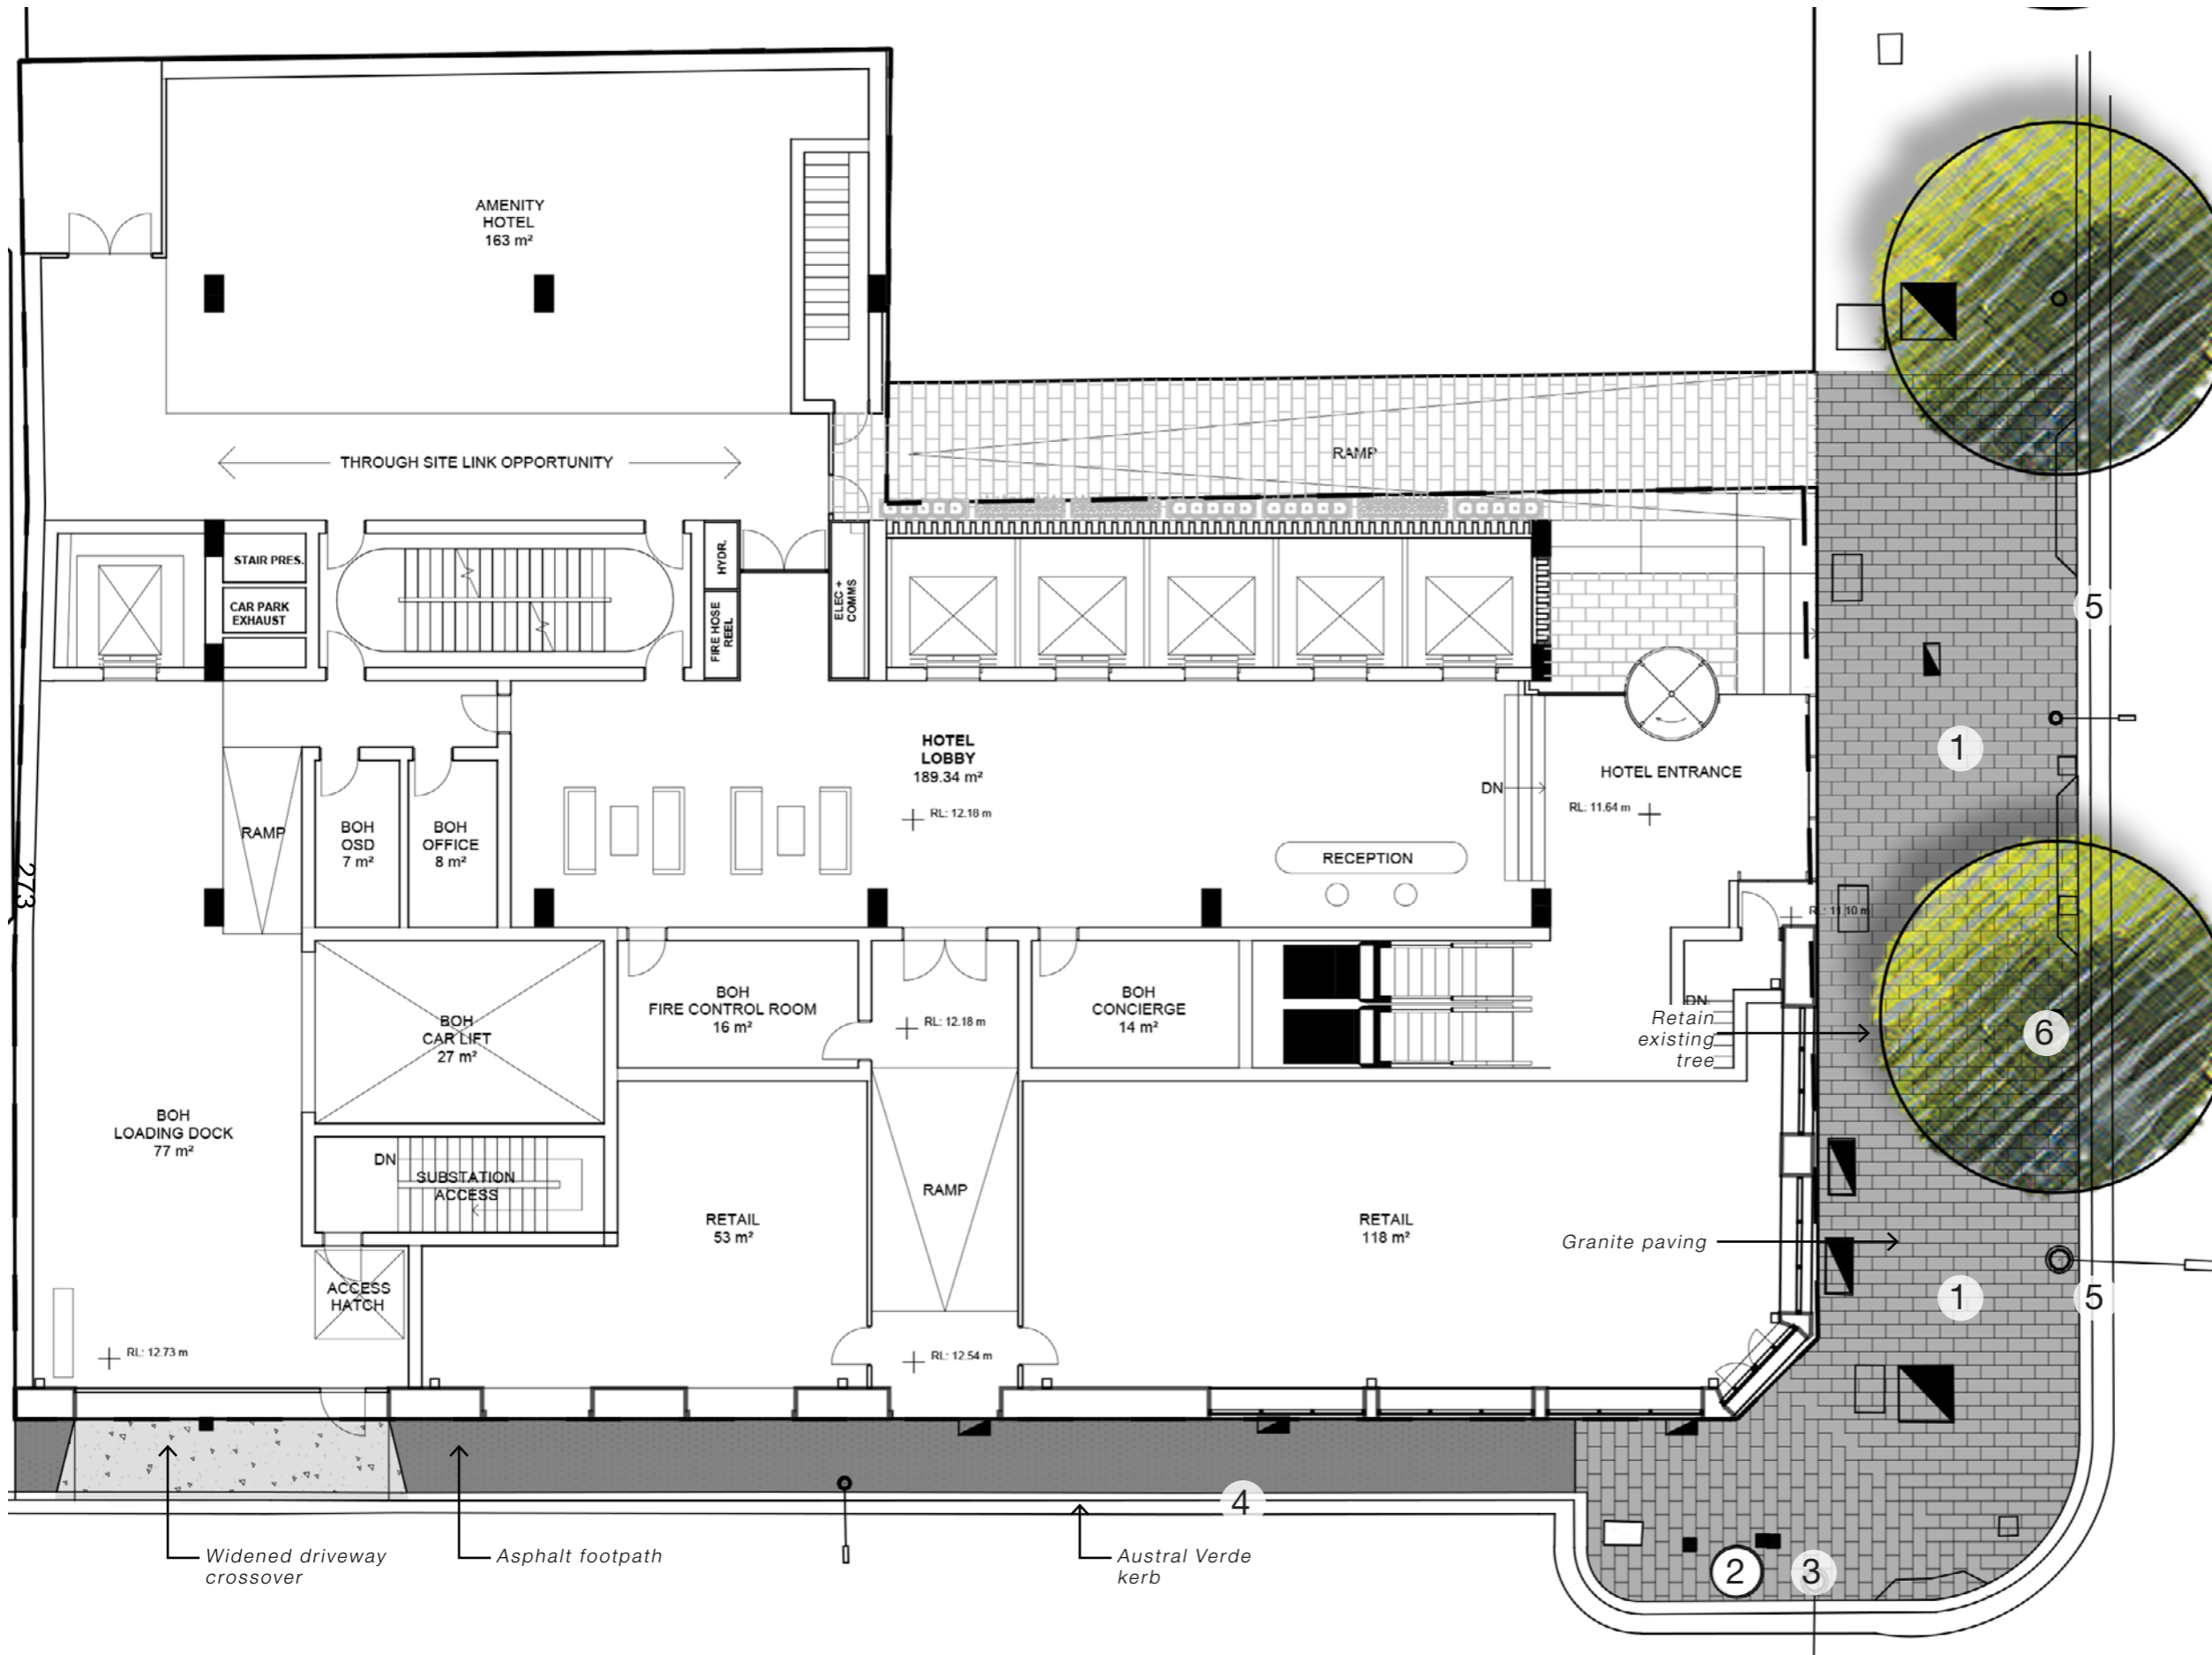 AMENITY
HOTEL
163 m²
THROUGH SITE LINK OPPORTUNITY
RAMP
STAIR PRES.
CAR PARK
EXHAUST
HYDR.
FIRE HOSE
REEL
ELEC +
COMMS
5
HOTEL
LOBBY
189.34 m²
RL: 12.18 m
DN
HOTEL ENTRANCE
RL: 11.64 m
1
RAMP
BOH
OSD
7 m²
BOH
OFFICE
8 m²
RECEPTION
273
RL: 11.10 m
BOH
CAR LIFT
27 m²
BOH
FIRE CONTROL ROOM
16 m²
RL: 12.18 m
BOH
CONCIERGE
14 m²
DN
Retain
existing
tree
6
BOH
LOADING DOCK
77 m²
DN
SUBSTATION
ACCESS
RAMP
RETAIL
53 m²
RETAIL
118 m²
Granite paving
ACCESS
HATCH
1
5
RL: 12.73 m
RL: 12.54 m
4
Widened driveway
crossover
Asphalt footpath
Austral Verde
kerb
2
3